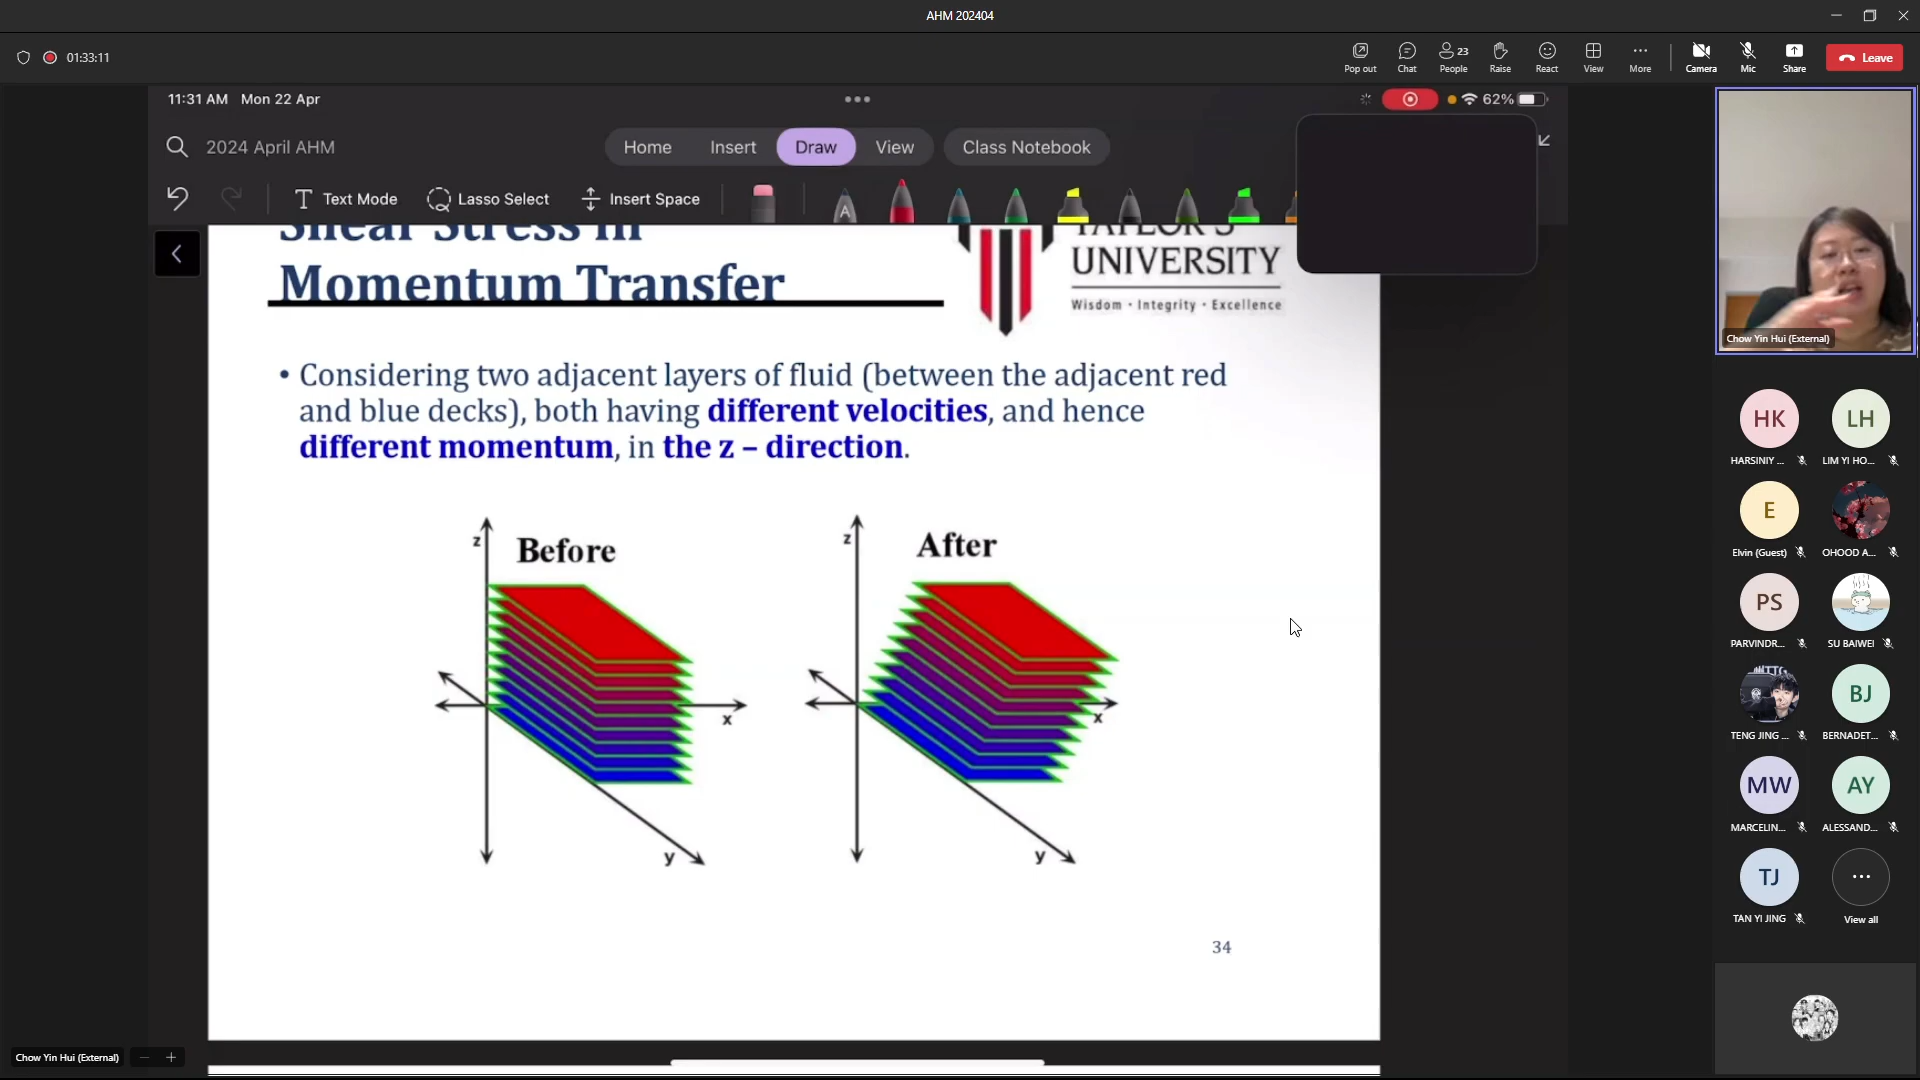 AHM 202404
01:33:11
Pop out
Chat
23
People
Raise
React
View
More
Camera
Mic
Share
Leave
11:31 AM Mon 22 Apr
62%
2024 April AHM
Home
Insert
Draw
View
Class Notebook
Text Mode
Lasso Select
Insert Space
A
Shear Stress in
Momentum Transfer
TAYLOR'S
UNIVERSITY
Wisdom · Integrity · Excellence
• Considering two adjacent layers of fluid (between the adjacent red
and blue decks), both having different velocities, and hence
different momentum, in the z – direction.
z
Before
x
y
z
After
x
y
34
Chow Yin Hui (External)
HK
HARSINIY ...
LH
LIM YI HO...
E
Elvin (Guest)
OHOOD A...
PS
PARVINDR...
SU BAIWEI
TENG JING ...
BJ
BERNADET...
MW
MARCELIN...
AY
ALESSAND...
TJ
TAN YI JING
View all
Chow Yin Hui (External)